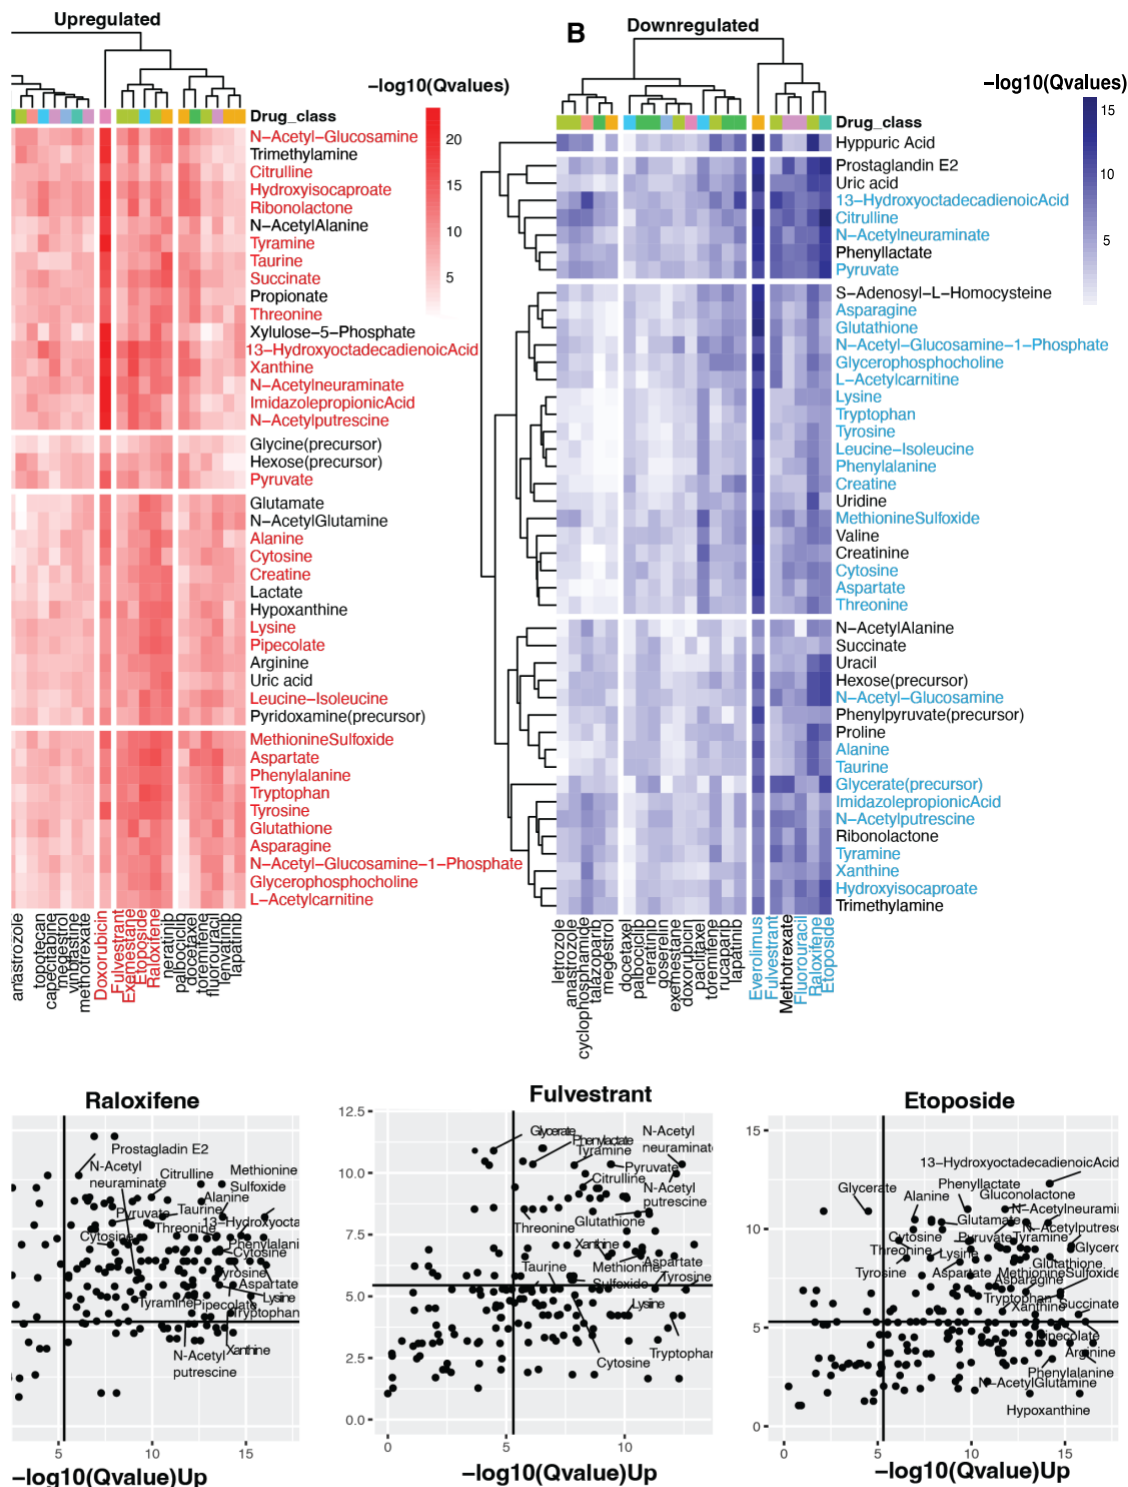 Upregulated
−log10(Qvalues)
20
15
10
5
Drug_class
N−Acetyl−Glucosamine
Trimethylamine
Citrulline
Hydroxyisocaproate
Ribonolactone
N−AcetylAlanine
Tyramine
Taurine
Succinate
Propionate
Threonine
Xylulose−5−Phosphate
13−HydroxyoctadecadienoicAcid
Xanthine
N−Acetylneuraminate
ImidazolepropionicAcid
N−Acetylputrescine
Glycine(precursor)
Hexose(precursor)
Pyruvate
Glutamate
N−AcetylGlutamine
Alanine
Cytosine
Creatine
Lactate
Hypoxanthine
Lysine
Pipecolate
Arginine
Uric acid
Leucine−Isoleucine
Pyridoxamine(precursor)
MethionineSulfoxide
Aspartate
Phenylalanine
Tryptophan
Tyrosine
Glutathione
Asparagine
N−Acetyl−Glucosamine−1−Phosphate
Glycerophosphocholine
L−Acetylcarnitine
anastrozole
topotecan
capecitabine
megestrol
vinblastine
methotrexate
Doxorubicin
Fulvestrant
Exemestane
Etoposide
Raloxifene
neratinib
palbociclib
docetaxel
toremifene
fluorouracil
lenvatinib
lapatinib
B
Downregulated
−log10(Qvalues)
15
10
5
Drug_class
Hyppuric Acid
Prostaglandin E2
Uric acid
13−HydroxyoctadecadienoicAcid
Citrulline
N−Acetylneuraminate
Phenyllactate
Pyruvate
S−Adenosyl−L−Homocysteine
Asparagine
Glutathione
N−Acetyl−Glucosamine−1−Phosphate
Glycerophosphocholine
L−Acetylcarnitine
Lysine
Tryptophan
Tyrosine
Leucine−Isoleucine
Phenylalanine
Creatine
Uridine
MethionineSulfoxide
Valine
Creatinine
Cytosine
Aspartate
Threonine
N−AcetylAlanine
Succinate
Uracil
Hexose(precursor)
N−Acetyl−Glucosamine
Phenylpyruvate(precursor)
Proline
Alanine
Taurine
Glycerate(precursor)
ImidazolepropionicAcid
N−Acetylputrescine
Ribonolactone
Tyramine
Xanthine
Hydroxyisocaproate
Trimethylamine
letrozole
anastrozole
cyclophosphamide
talazoparib
megestrol
docetaxel
palbociclib
neratinib
goserelin
exemestane
doxorubicin
paclitaxel
toremifene
rucaparib
lapatinib
Everolimus
Fulvestrant
Methotrexate
Fluorouracil
Raloxifene
Etoposide
Raloxifene
Prostagladin E2
N−Acetyl
neuraminate
Citrulline
Methionine
Sulfoxide
Alanine
Taurine
Pyruvate
Threonine
13−Hydroxyocta
Cytosine
Phenylalani
Cytosine
Tyrosine
Aspartate
Lysine
Tyramine
Pipecolate
Tryptophan
Xanthine
N−Acetyl
putrescine
5
10
15
−log10(Qvalue)Up
Fulvestrant
12.5
10.0
7.5
5.0
2.5
0.0
Glycerate
Phenylactate
Tyramine
N−Acetyl
neuraminate
Pyruvate
Citrulline
N−Acetyl
putrescine
Threonine
Glutathione
Xanthine
Methionine
Aspartate
Taurine
Sulfoxide
Tyrosine
Lysine
Cytosine
Tryptophan
0
5
10
−log10(Qvalue)Up
Etoposide
15
10
5
0
13−HydroxyoctadecadienoicAcid
Glycerate
Phenyllactate
Alanine
Gluconolactone
N−Acetylneuramin
Glutamate
N−Acetylputresc
Cytosine
Pyruvate
Tyramine
Threonine
Lysine
Glycero
Glutathione
Tyrosine
Aspartate
MethionineSulfoxide
Asparagine
Tryptophan
Xanthine
Succinate
Pipecolate
Arginine
Phenylalanine
N−AcetylGlutamine
Hypoxanthine
0
5
10
15
−log10(Qvalue)Up